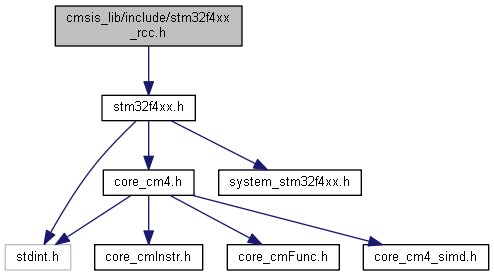 cmsis_lib/include/stm32f4xx
_rcc.h
stm32f4xx.h
core_cm4.h
system_stm32f4xx.h
stdint.h
core_cmInstr.h
core_cmFunc.h
core_cm4_simd.h